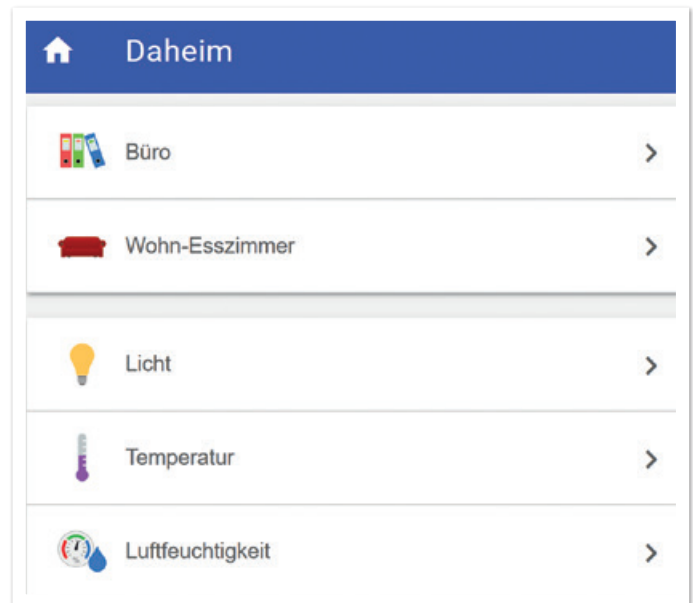 Daheim
Büro
Wohn-Esszimmer
Licht
Temperatur
Luftfeuchtigkeit